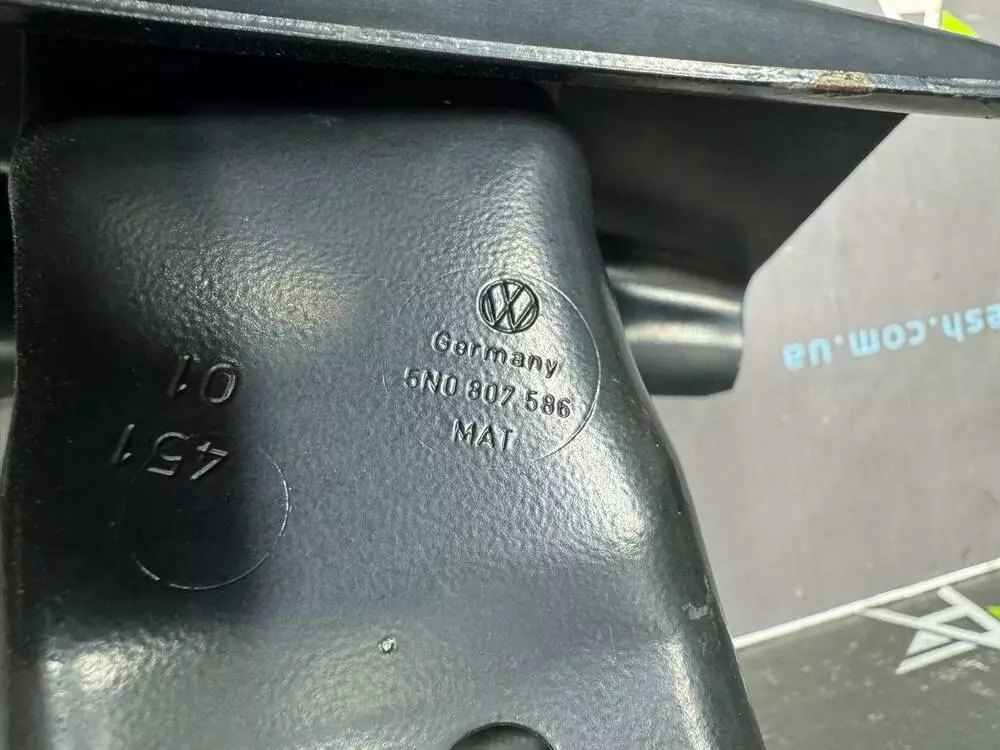 Germany
5N0 807 586
MAT
01
451
esh.com.ua